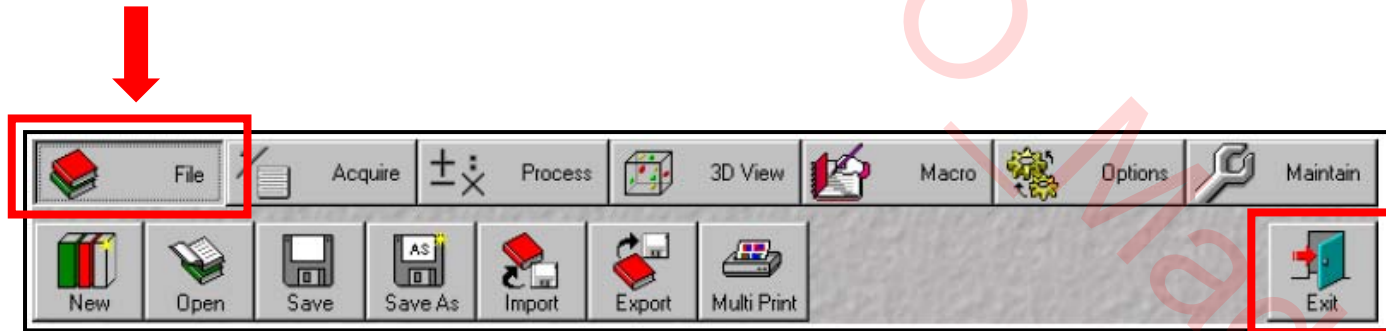 File Acquire Process 3D View Macro Options Maintain
New Open Save AS Save As Import Export Multi Print Exit